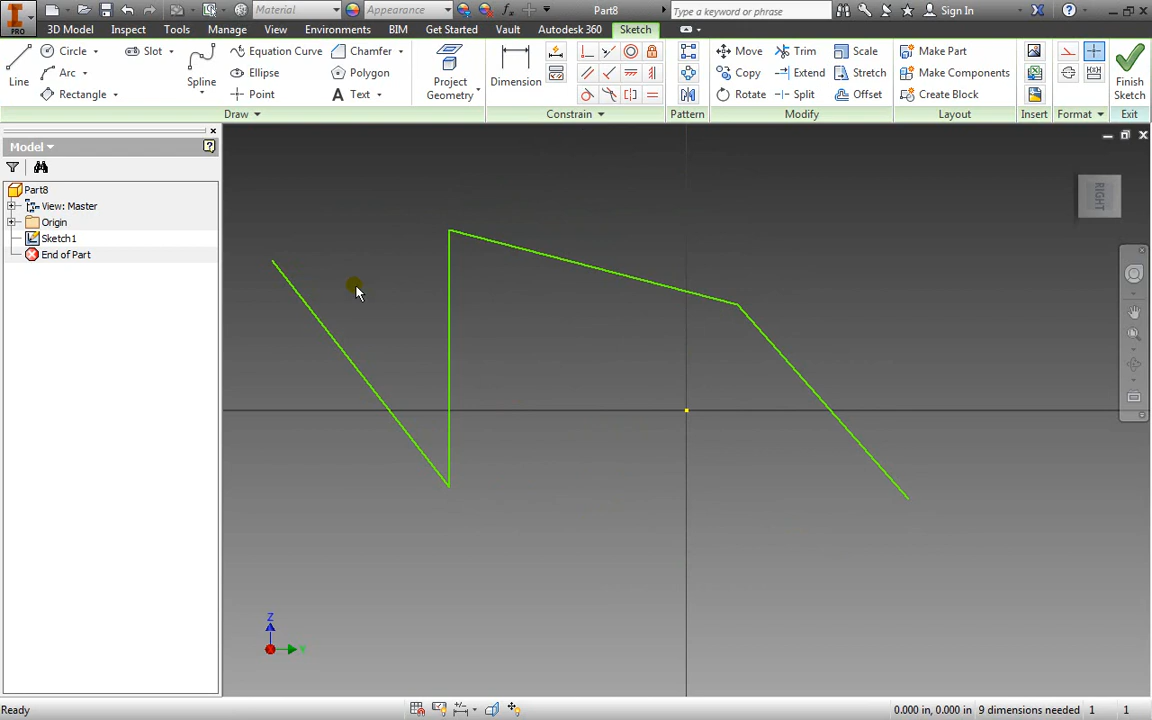 PRO
Material
Appearance
Part8
Type a keyword or phrase
Sign In
3D Model
Inspect
Tools
Manage
View
Environments
BIM
Get Started
Vault
Autodesk 360
Sketch
Line
Circle
Arc
Rectangle
Slot
Spline
Equation Curve
Ellipse
Point
Chamfer
Polygon
Text
Project
Geometry
Dimension
Move
Copy
Rotate
Trim
Extend
Split
Scale
Stretch
Offset
Make Part
Make Components
Create Block
Finish
Sketch
Draw
Constrain
Pattern
Modify
Layout
Insert
Format
Exit
Model
Part8
View: Master
Origin
Sketch1
End of Part
RIGHT
Z
Y
Ready
0.000 in, 0.000 in
9 dimensions needed
1
1